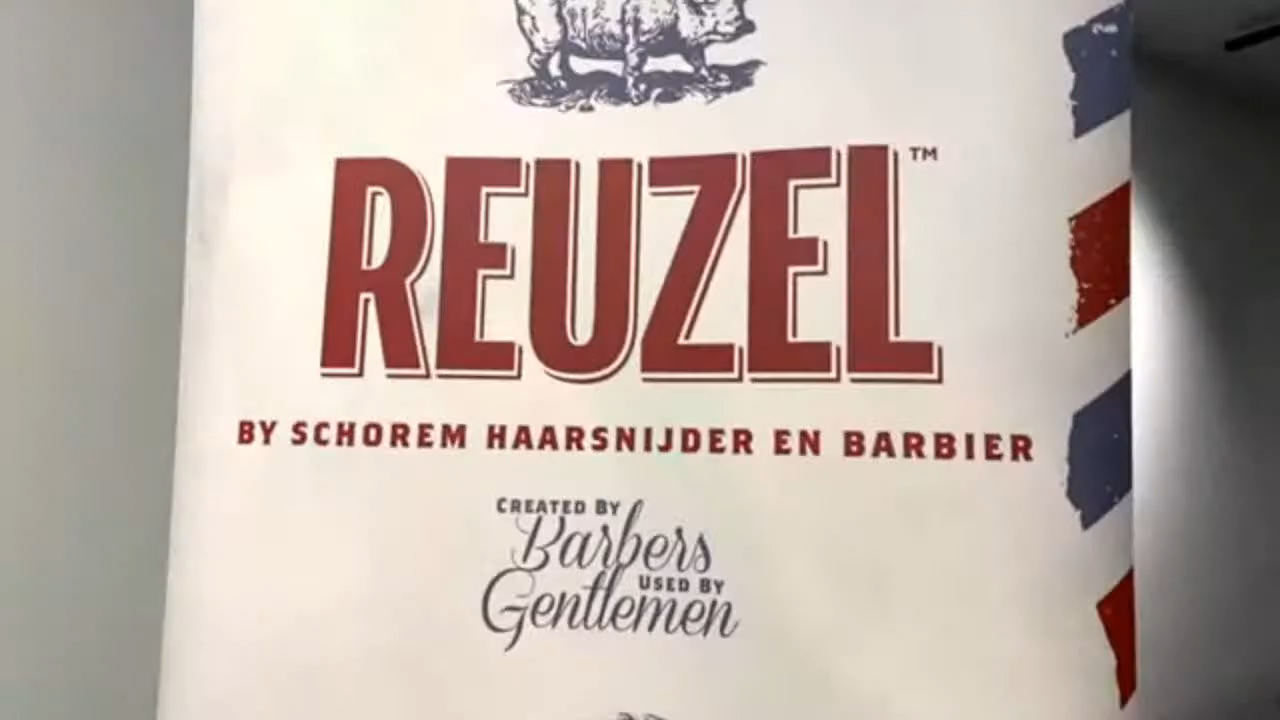 REUZEL™
BY SCHOREM HAARSNIJDER EN BARBIER
CREATED BY
Barbers
USED BY
Gentlemen